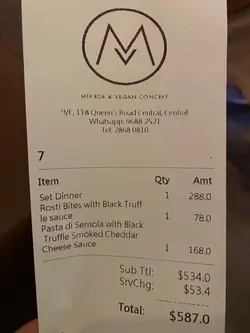 MIRROR & VEGAN CONCEPT
9/F, 118 Queen's Road Central, Central
Whatsapp: 9688 2521
Tel: 2868 0810
7
Item Qty Amt
Set Dinner 1 288.0
Rosti Bites with Black Truff
le sauce 1 78.0
Pasta di Semola with Black
Truffle Smoked Cheddar
Cheese Sauce 1 168.0
Sub Ttl: $534.0
SrvChg: $53.4
Total: $587.0